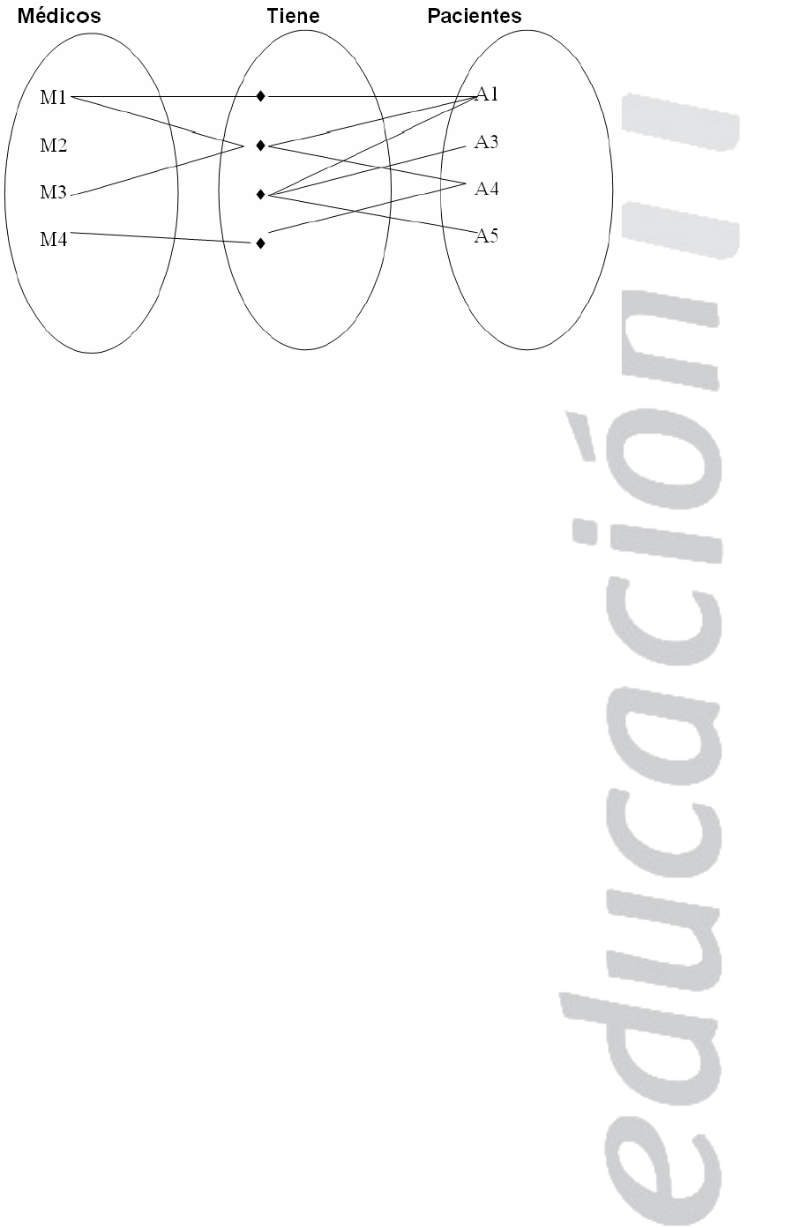 Médicos Tiene Pacientes
M1 A1
M2 A3
M3 A4
M4 A5
educación